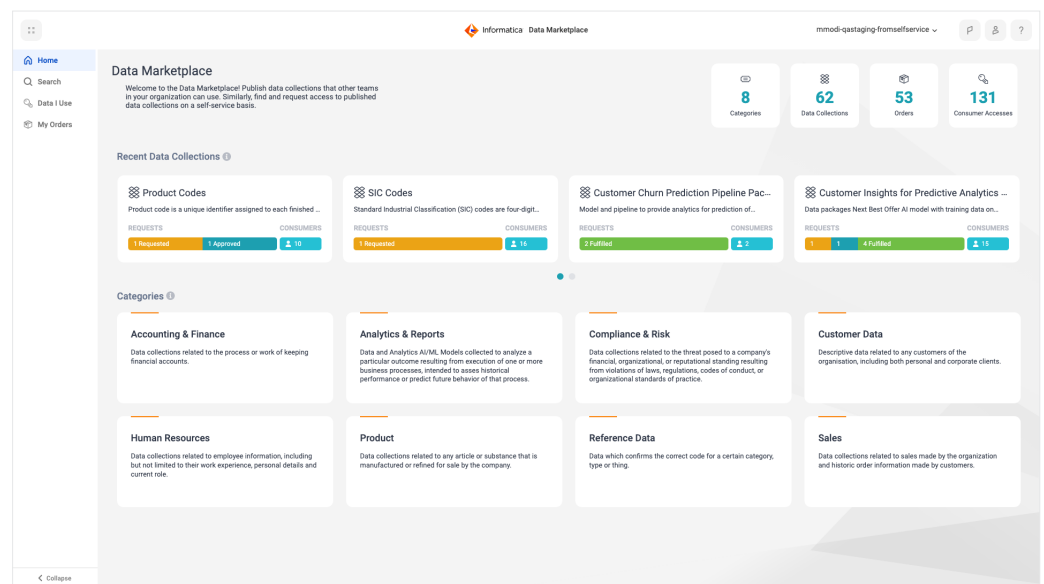 Informatica Data Marketplace
mmodi-qastaging-fromselfservice
?
Home
Search
Data I Use
My Orders
Data Marketplace
Welcome to the Data Marketplace! Publish data collections that other teams
in your organization can use. Similarly, find and request access to published
data collections on a self-service basis.
8
Categories
62
Data Collections
53
Orders
131
Consumer Accesses
Recent Data Collections
Product Codes
Product code is a unique identifier assigned to each finished ...
REQUESTS CONSUMERS
1 Requested 1 Approved 10
SIC Codes
Standard Industrial Classification (SIC) codes are four-digit...
REQUESTS CONSUMERS
1 Requested 16
Customer Churn Prediction Pipeline Pac...
Model and pipeline to provide analytics for prediction of...
REQUESTS CONSUMERS
2 Fulfilled 2
Customer Insights for Predictive Analytics ...
Data packages Next Best Offer AI model with training data on...
REQUESTS CONSUMERS
1 1 4 Fulfilled 15
Categories
Accounting & Finance
Data collections related to the process or work of keeping
financial accounts.
Analytics & Reports
Data and Analytics AI/ML Models collected to analyze a
particular outcome resulting from execution of one or more
business processes, intended to asses historical
performance or predict future behavior of that process.
Compliance & Risk
Data collections related to the threat posed to a company's
financial, organizational, or reputational standing resulting
from violations of laws, regulations, codes of conduct, or
organizational standards of practice.
Customer Data
Descriptive data related to any customers of the
organisation, including both personal and corporate clients.
Human Resources
Data collections related to employee information, including
but not limited to their work experience, personal details and
current role.
Product
Data collections related to any article or substance that is
manufactured or refined for sale by the company.
Reference Data
Data which confirms the correct code for a certain category,
type or thing.
Sales
Data collections related to sales made by the organization
and historic order information made by customers.
Collapse